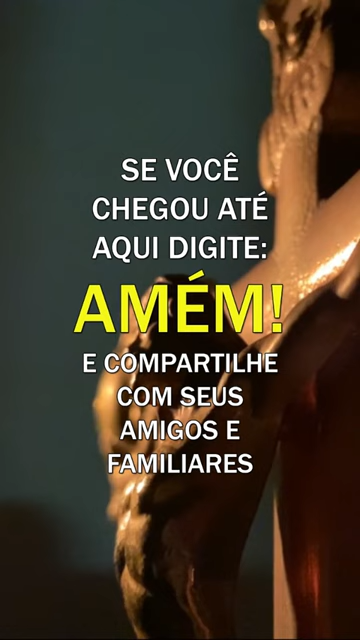 SE VOCÊ
CHEGOU ATÉ
AQUI DIGITE:
AMÉM!
E COMPARTILHE
COM SEUS
AMIGOS E
FAMILIARES